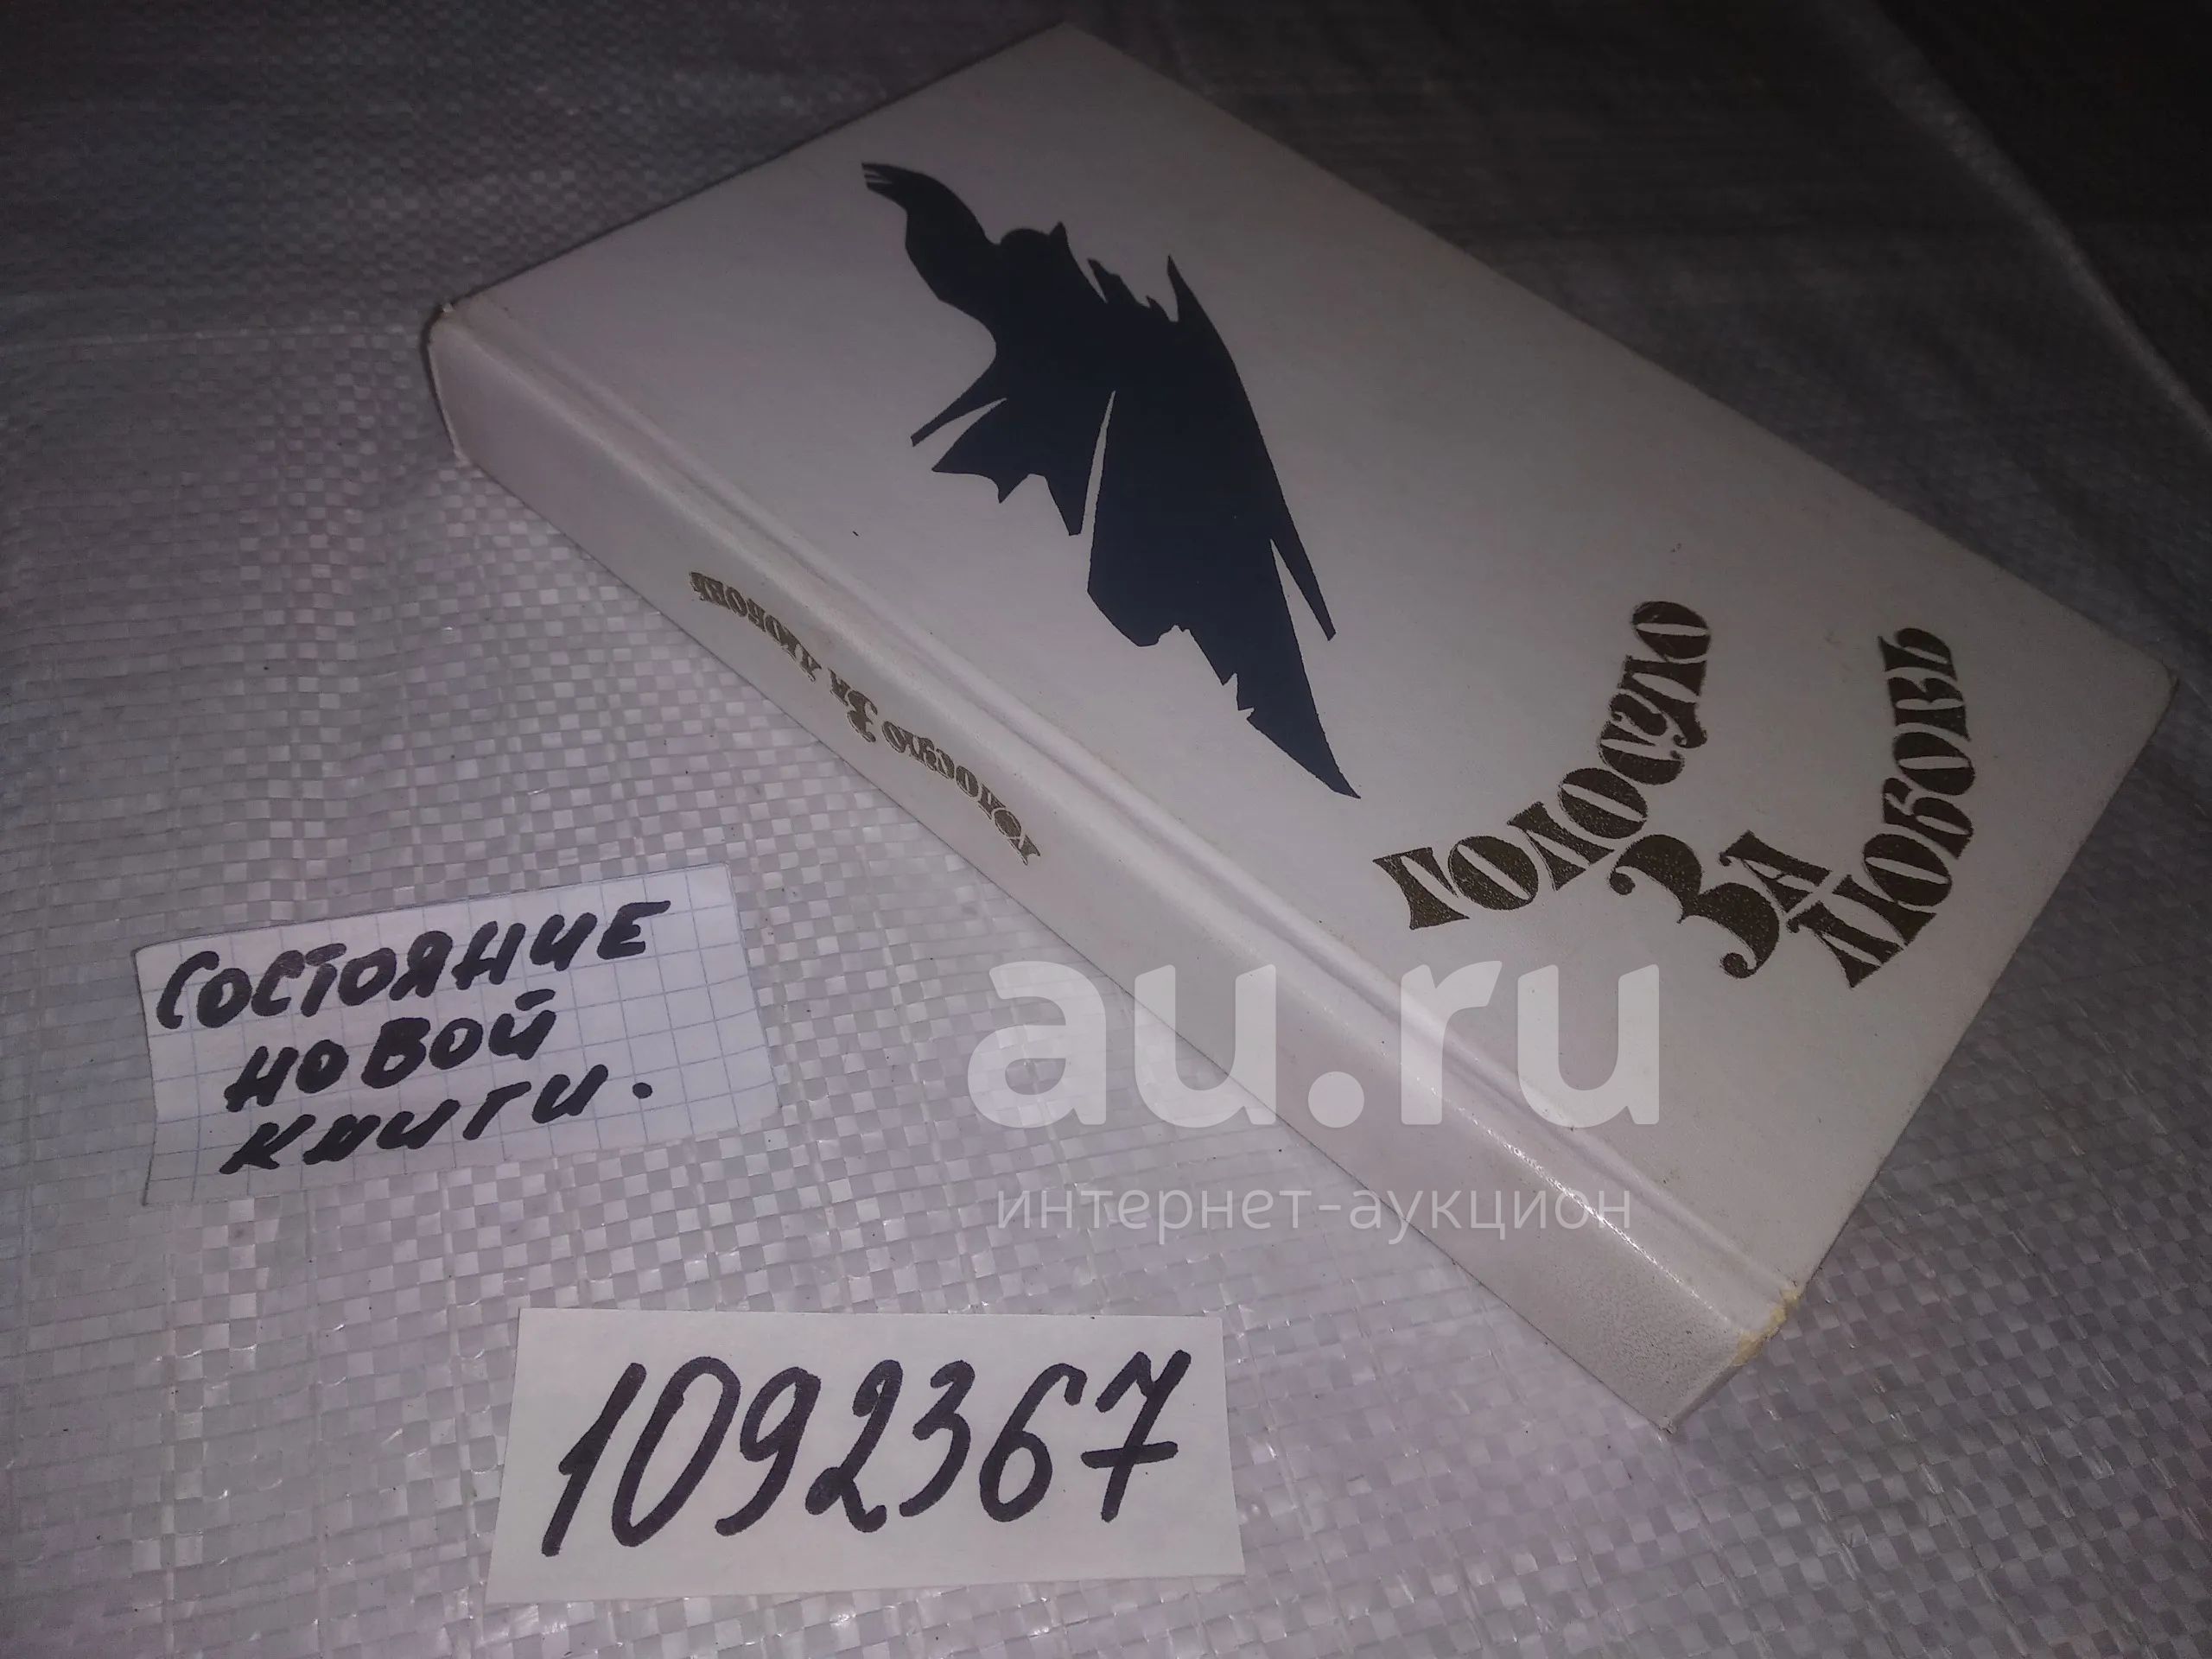 ГОЛОСУЮ
ЗА
ЛЮБОВЬ
ГОЛОСУЮ ЗА ЛЮБОВЬ
СОСТОЯНИЕ
НОВОЙ
КНИГИ.
au.ru
интернет-аукцион
1092367